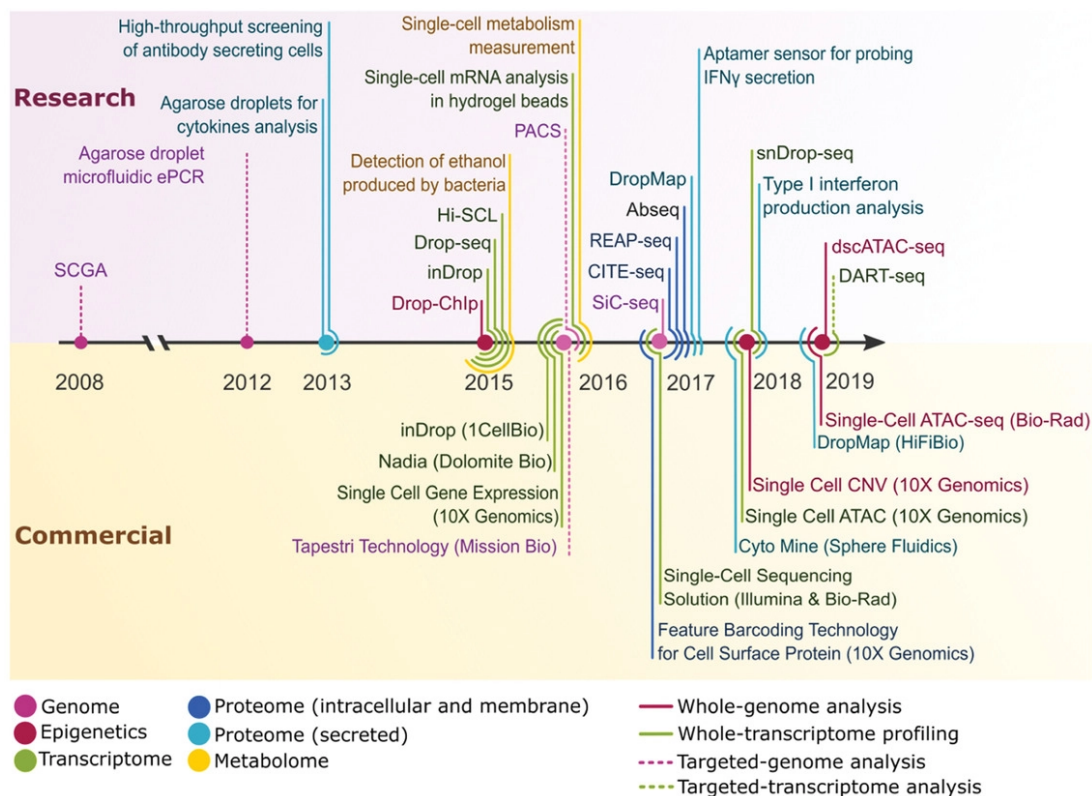 High-throughput screening
of antibody secreting cells
Single-cell metabolism
measurement
Aptamer sensor for probing
IFNγ secretion
Single-cell mRNA analysis
in hydrogel beads
Research
Agarose droplets for
cytokines analysis
PACS
Agarose droplet
microfluidic ePCR
Detection of ethanol
produced by bacteria
snDrop-seq
DropMap
Type I interferon
production analysis
Abseq
Hi-SCL
Drop-seq
REAP-seq
dscATAC-seq
SCGA
inDrop
CITE-seq
DART-seq
Drop-ChIp
SiC-seq
2008
2012
2013
2015
2016
2017
2018
2019
inDrop (1CellBio)
Single-Cell ATAC-seq (Bio-Rad)
DropMap (HiFiBio)
Nadia (Dolomite Bio)
Single Cell Gene Expression
(10X Genomics)
Single Cell CNV (10X Genomics)
Single Cell ATAC (10X Genomics)
Commercial
Tapestri Technology (Mission Bio)
Cyto Mine (Sphere Fluidics)
Single-Cell Sequencing
Solution (Illumina & Bio-Rad)
Feature Barcoding Technology
for Cell Surface Protein (10X Genomics)
Genome
Epigenetics
Transcriptome
Proteome (intracellular and membrane)
Proteome (secreted)
Metabolome
Whole-genome analysis
Whole-transcriptome profiling
Targeted-genome analysis
Targeted-transcriptome analysis